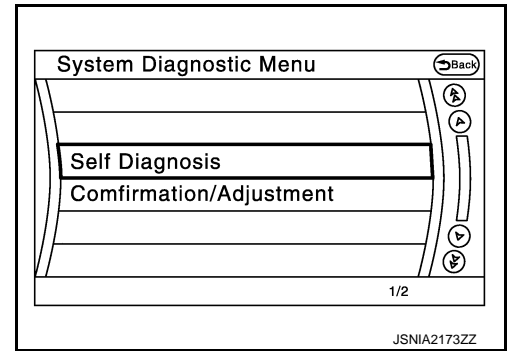 System Diagnostic Menu
Back
Self Diagnosis
Comfirmation/Adjustment
1/2
JSNIA2173ZZ